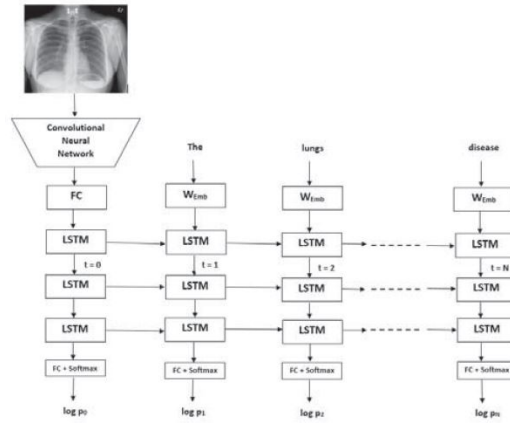 Convolutional
Neural
Network
The
lungs
disease
FC
WEmb
WEmb
WEmb
LSTM
LSTM
LSTM
LSTM
t = 0
t = 1
t = 2
t = N
LSTM
LSTM
LSTM
LSTM
LSTM
LSTM
LSTM
LSTM
FC + Softmax
FC + Softmax
FC + Softmax
FC + Softmax
log p0
log p1
log p2
log pN